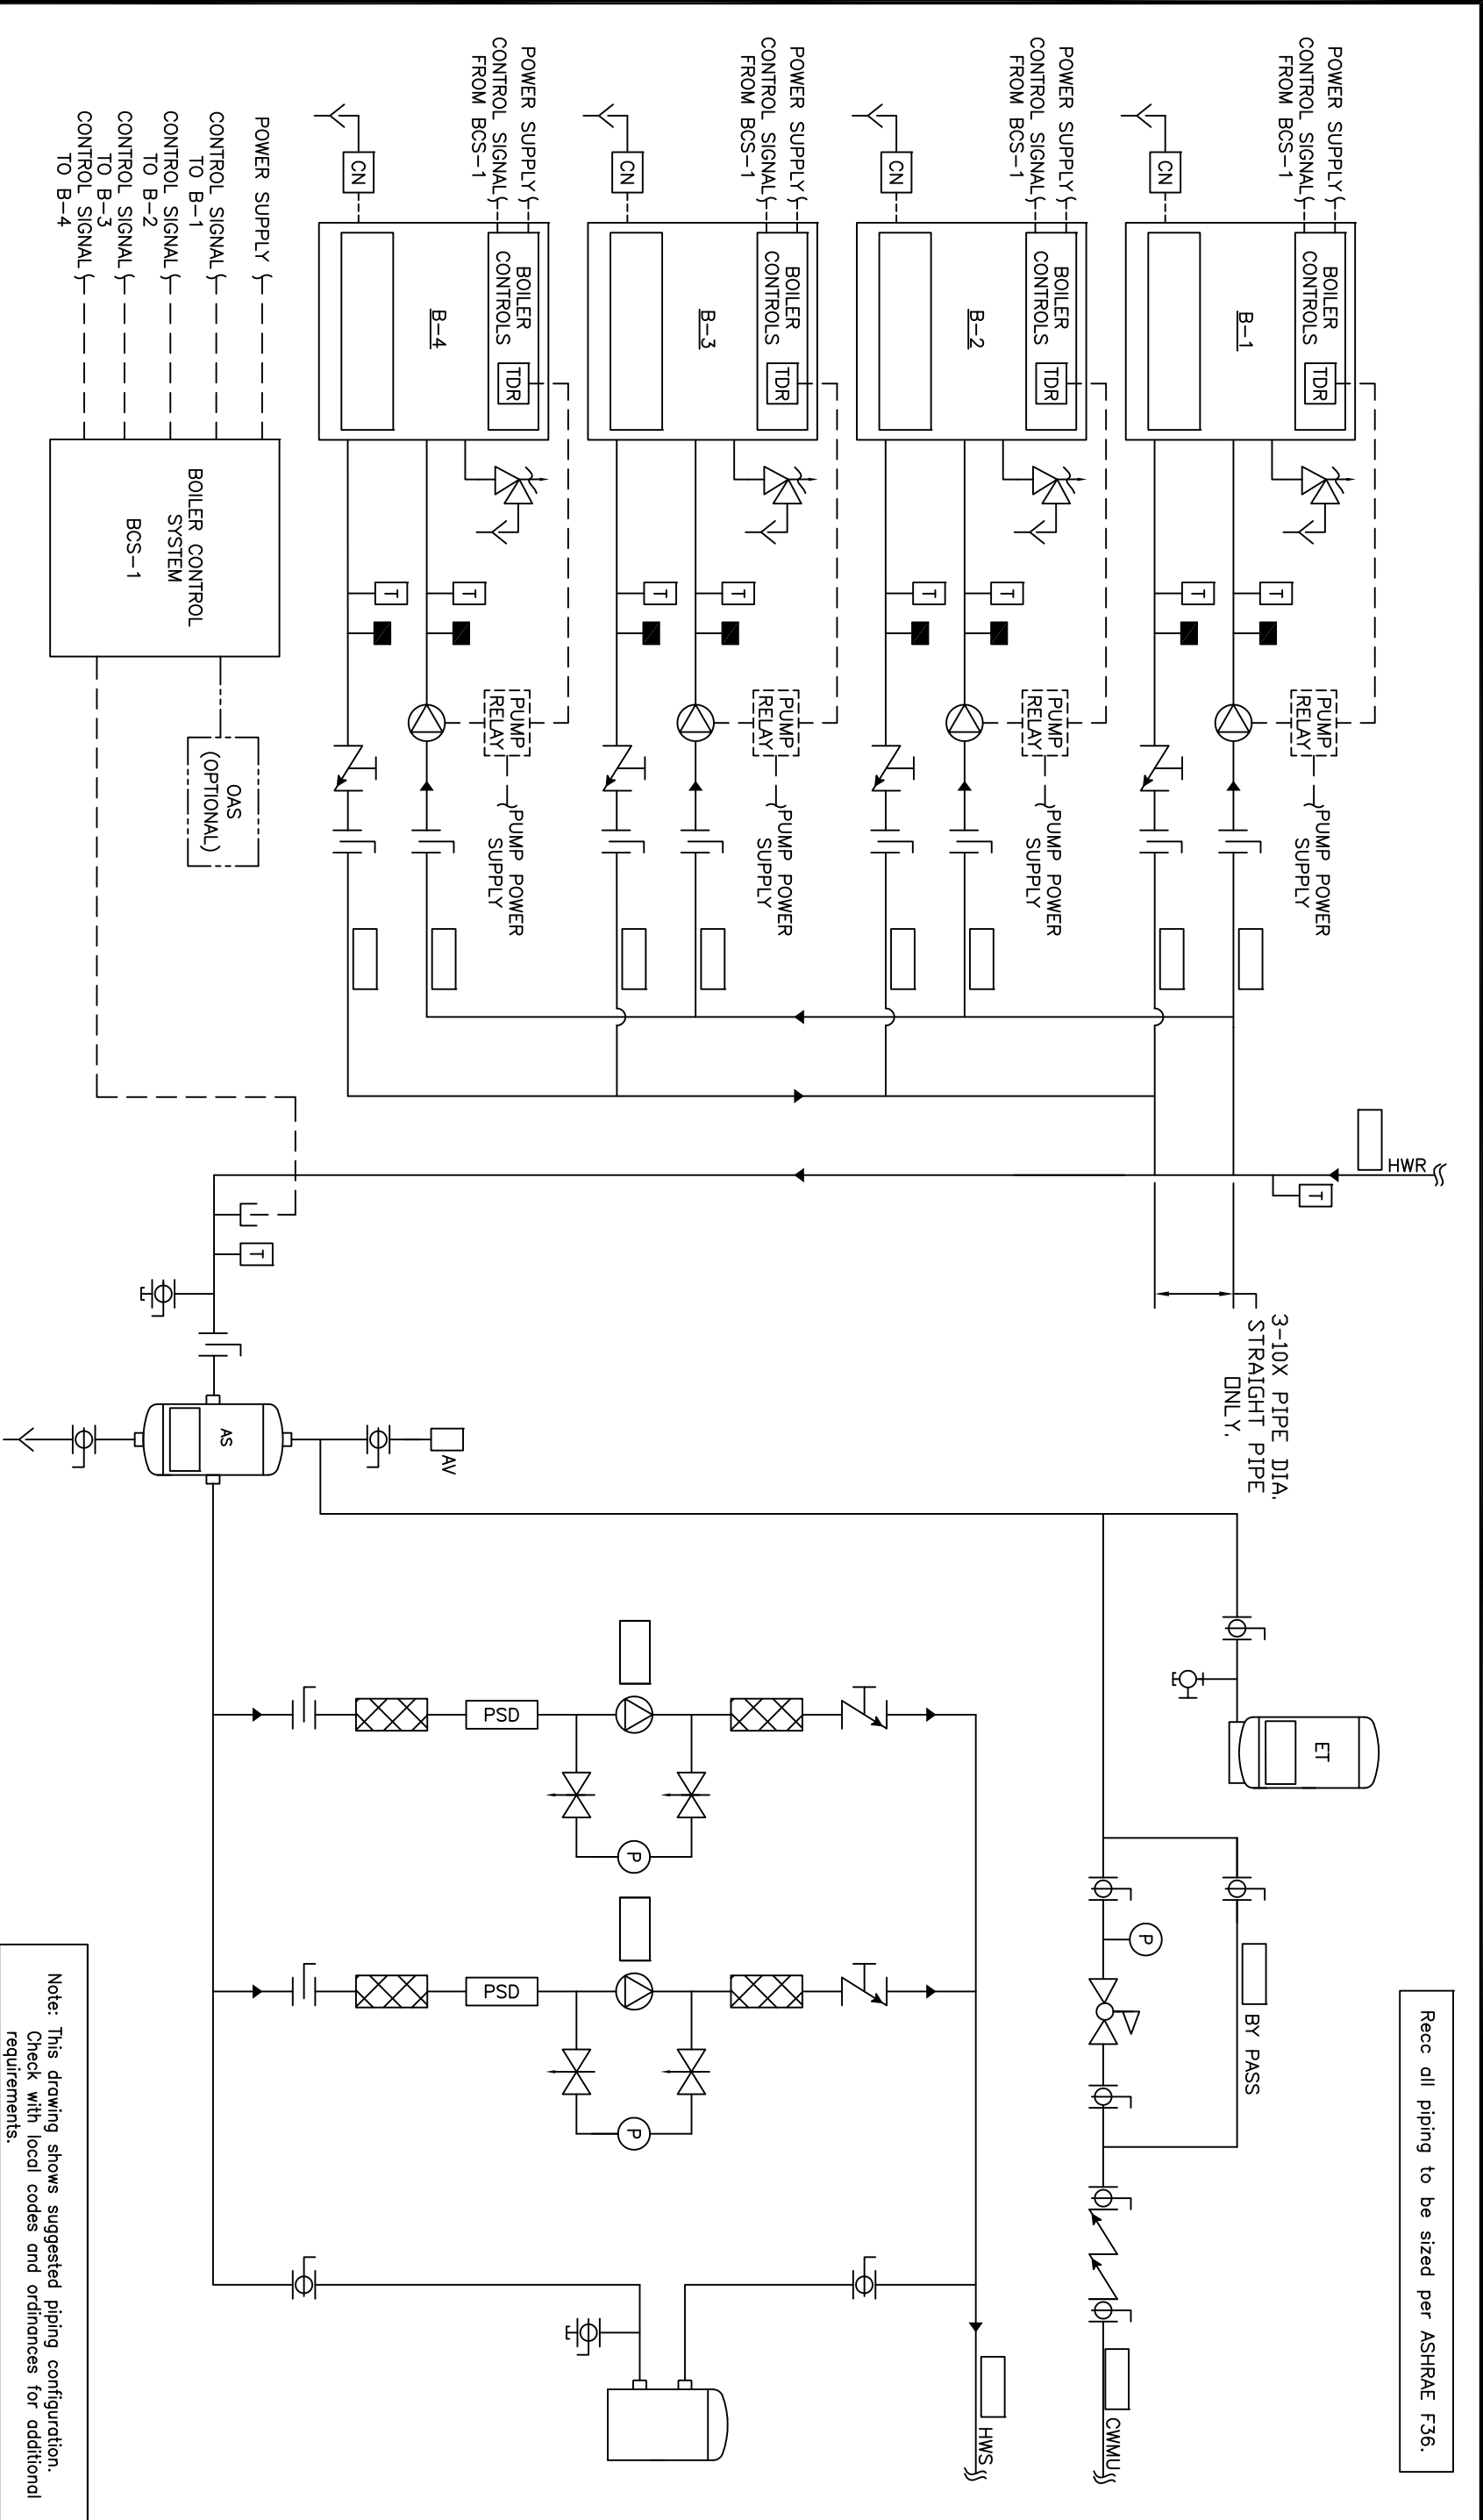 Recc all piping to be sized per ASHRAE F36.
POWER SUPPLY
CONTROL SIGNAL
FROM BCS-1
CN
BOILER
CONTROLS
TDR
B-1
T
T
PUMP
RELAY
PUMP POWER
SUPPLY
POWER SUPPLY
CONTROL SIGNAL
FROM BCS-1
CN
BOILER
CONTROLS
TDR
B-2
T
T
PUMP
RELAY
PUMP POWER
SUPPLY
POWER SUPPLY
CONTROL SIGNAL
FROM BCS-1
CN
BOILER
CONTROLS
TDR
B-3
T
T
PUMP
RELAY
PUMP POWER
SUPPLY
POWER SUPPLY
CONTROL SIGNAL
FROM BCS-1
CN
BOILER
CONTROLS
TDR
B-4
T
T
PUMP
RELAY
PUMP POWER
SUPPLY
POWER SUPPLY
CONTROL SIGNAL
TO B-1
CONTROL SIGNAL
TO B-2
CONTROL SIGNAL
TO B-3
CONTROL SIGNAL
TO B-4
BOILER CONTROL
SYSTEM
BCS-1
OAS
(OPTIONAL)
HWR
T
3-10X PIPE DIA.
STRAIGHT PIPE
ONLY.
T
AS
AV
ET
P
BY PASS
CWMU
PSD
P
PSD
P
HWS
Note: This drawing shows suggested piping configuration.
Check with local codes and ordinances for additional
requirements.